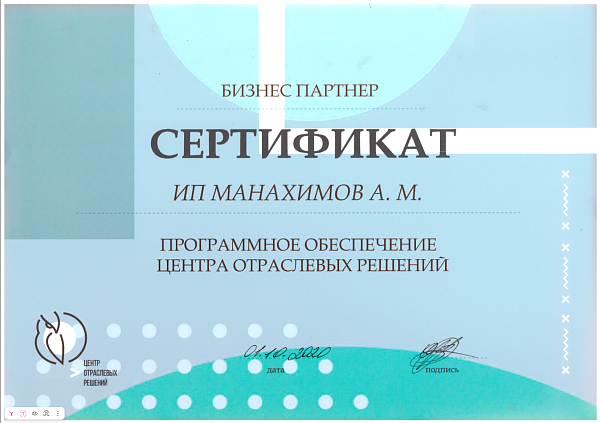 БИЗНЕС ПАРТНЕР
СЕРТИФИКАТ
ИП МАНАХИМОВ А. М.
ПРОГРАММНОЕ ОБЕСПЕЧЕНИЕ
ЦЕНТРА ОТРАСЛЕВЫХ РЕШЕНИЙ
ЦЕНТР
ОТРАСЛЕВЫХ
РЕШЕНИЙ
01.10.2020
дата
подпись